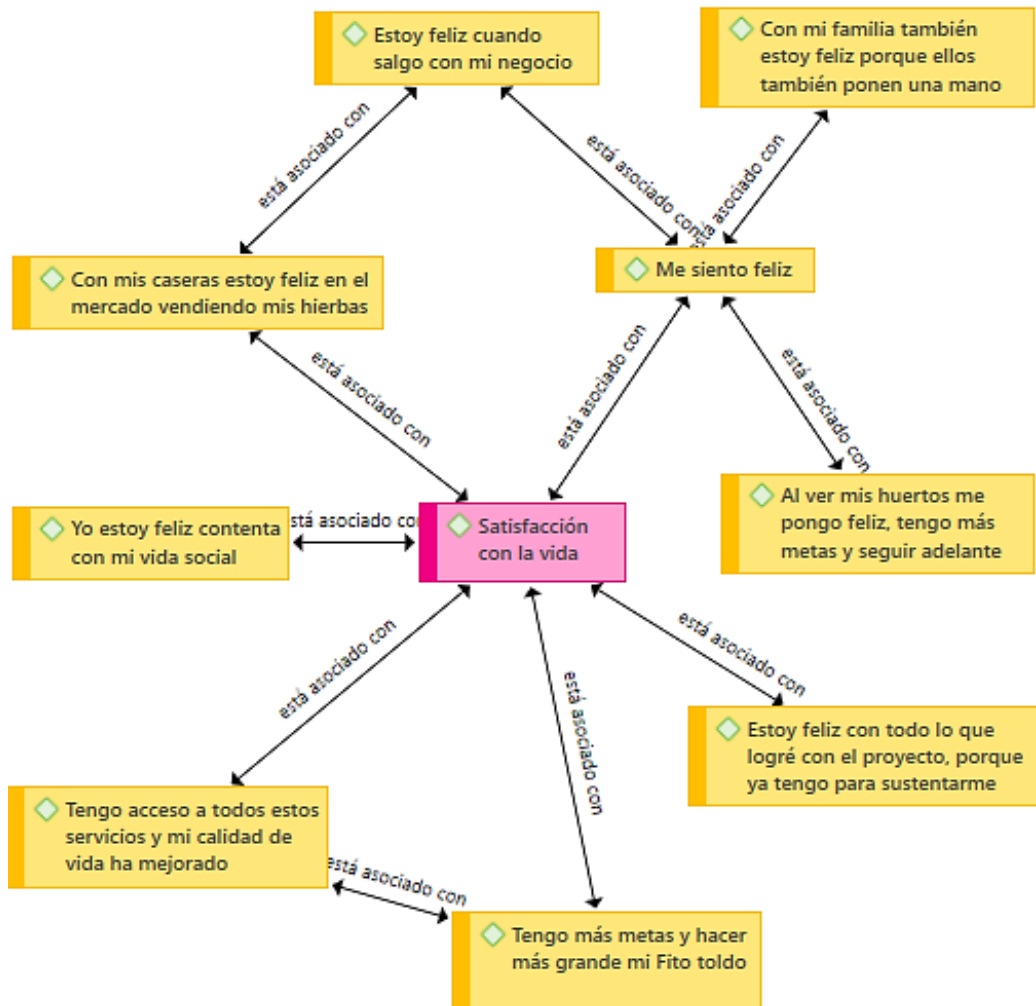 Estoy feliz cuando
salgo con mi negocio
Con mi familia también
estoy feliz porque ellos
también ponen una mano
está asociado con
está asociado con
está asociado con
Con mis caseras estoy feliz en el
mercado vendiendo mis hierbas
Me siento feliz
está asociado con
está asociado con
está asociado con
Yo estoy feliz contenta
con mi vida social
está asociado con
Satisfacción
con la vida
Al ver mis huertos me
pongo feliz, tengo más
metas y seguir adelante
está asociado con
está asociado con
está asociado con
Estoy feliz con todo lo que
logré con el proyecto, porque
ya tengo para sustentarme
Tengo acceso a todos estos
servicios y mi calidad de
vida ha mejorado
está asociado con
Tengo más metas y hacer
más grande mi Fito toldo